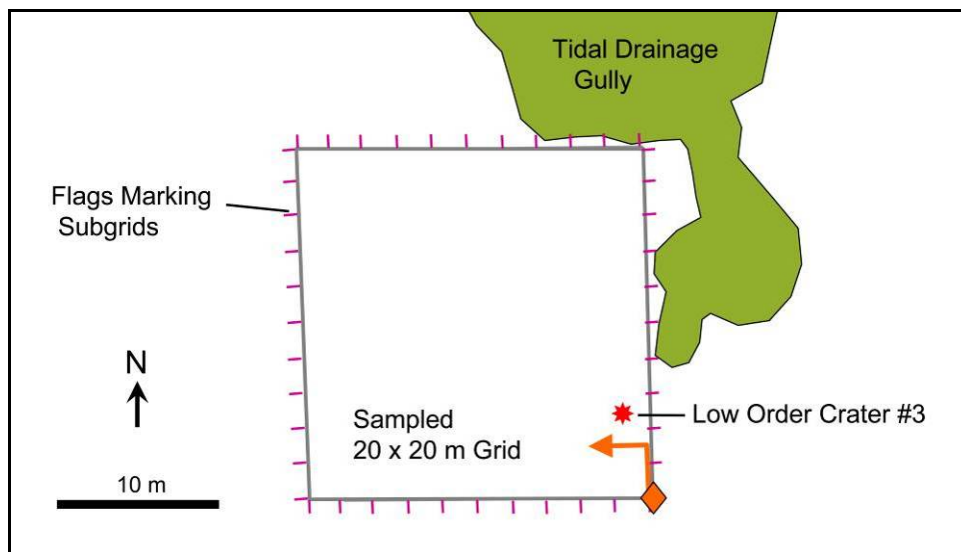 Tidal Drainage
Gully
Flags Marking
Subgrids
N
Sampled
20 x 20 m Grid
Low Order Crater #3
10 m